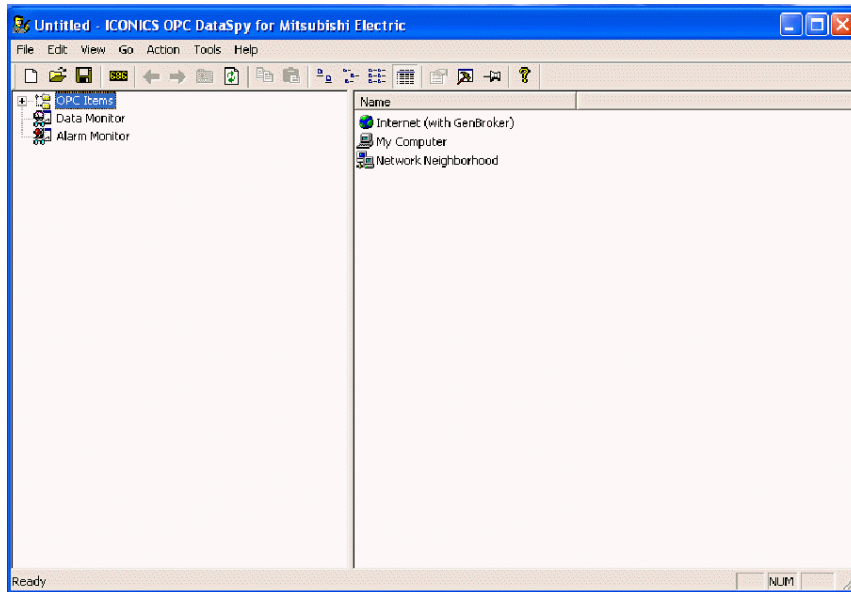 Untitled - ICONICS OPC DataSpy for Mitsubishi Electric
File Edit View Go Action Tools Help
OPC Items
Data Monitor
Alarm Monitor
Name
Internet (with GenBroker)
My Computer
Network Neighborhood
Ready
NUM